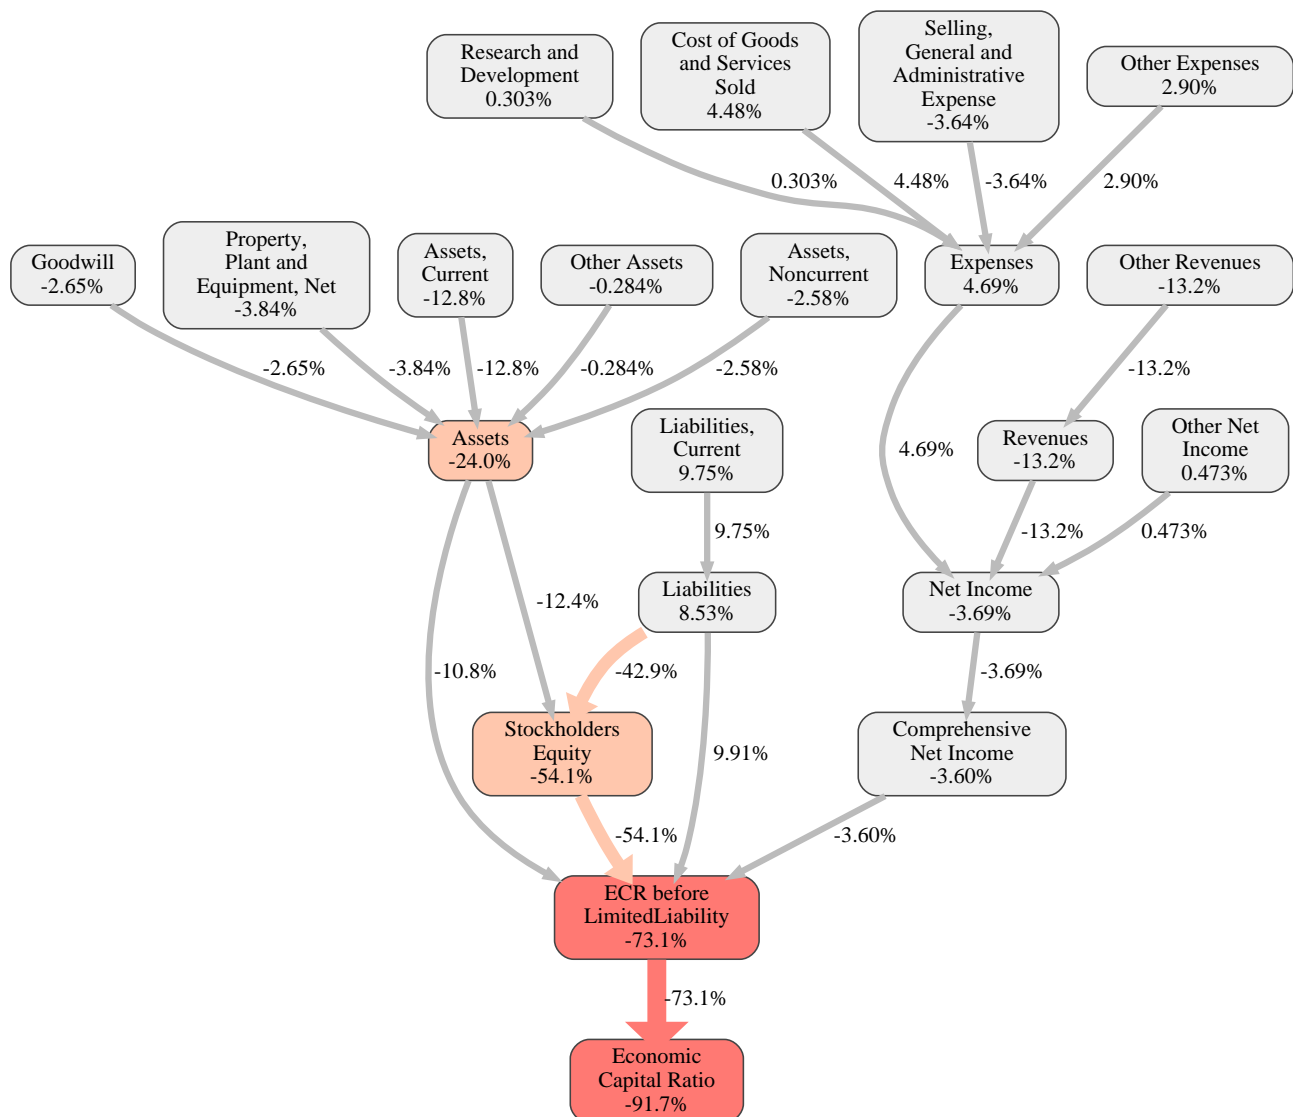 Research and
Development
0.303%
Cost of Goods
and Services
Sold
4.48%
Selling,
General and
Administrative
Expense
-3.64%
Other Expenses
2.90%
0.303%
4.48%
-3.64%
2.90%
Goodwill
-2.65%
Property,
Plant and
Equipment, Net
-3.84%
Assets,
Current
-12.8%
Other Assets
-0.284%
Assets,
Noncurrent
-2.58%
Expenses
4.69%
Other Revenues
-13.2%
-2.65%
-3.84%
-12.8%
-0.284%
-2.58%
-13.2%
Assets
-24.0%
Liabilities,
Current
9.75%
4.69%
Revenues
-13.2%
Other Net
Income
0.473%
9.75%
-13.2%
0.473%
-12.4%
Liabilities
8.53%
Net Income
-3.69%
-10.8%
-42.9%
-3.69%
Stockholders
Equity
-54.1%
9.91%
Comprehensive
Net Income
-3.60%
-54.1%
-3.60%
ECR before
LimitedLiability
-73.1%
-73.1%
Economic
Capital Ratio
-91.7%